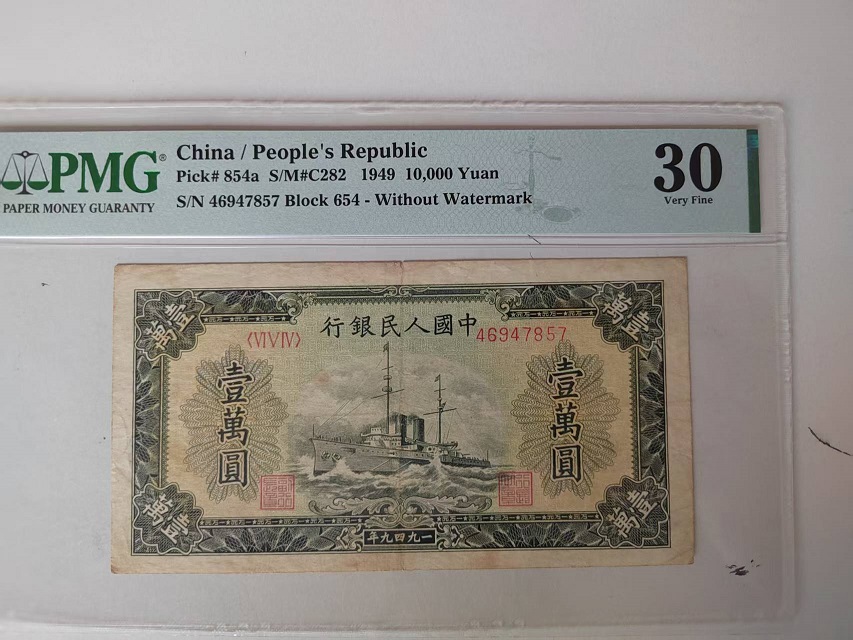 PMG®
PAPER MONEY GUARANTY
China / People's Republic
Pick# 854a S/M#C282 1949 10,000 Yuan
S/N 46947857 Block 654 - Without Watermark
30
Very Fine
行銀民人國中
〈VI V IV〉
46947857
壹萬圓
壹萬圓
萬壹
萬壹
萬壹
萬壹
年九四九一